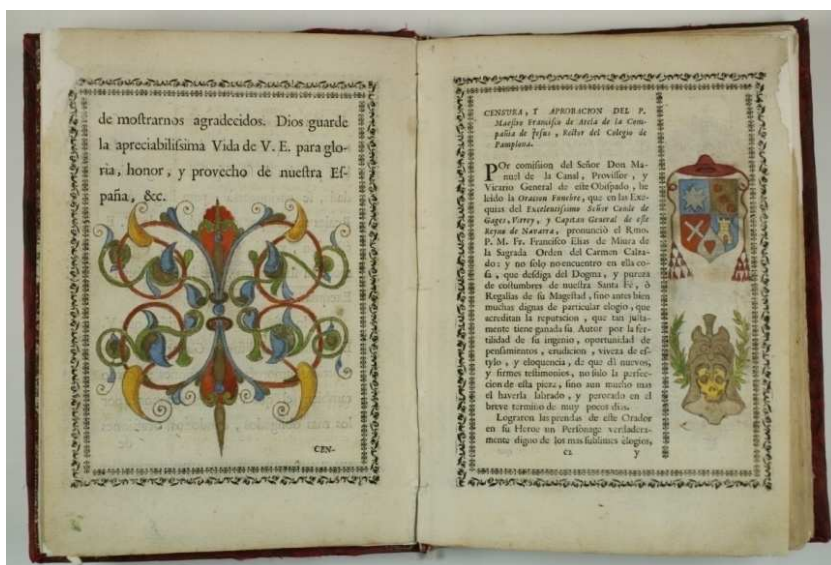 de mostrarnos agradecidos. Dios guarde
la apreciabilissima Vida de V. E. para glo-
ria, honor, y provecho de nuestra Es-
paña, &c.
CEN-
CENSURA, Y APROBACION DEL P.
Maestro Francisco de Atela de la Com-
pañia de Jesus, Rector del Colegio de
Pamplona.
POr comision del Señor Don Ma-
nuel de la Canal, Provisor, y
Vicario General de este Obispado, he
leido la Oracion Funebre, que en las Exe-
quias del Excelentissimo Señor Conde de
Gages, Virrey, y Capitan General de este
Reyno de Navarra, pronunciò el Rmo.
P. M. Fr. Francisco Elias de Maura de
la Sagrada Orden del Carmen Calza-
do: y no solo no encuentro en ella co-
sa, que desdiga del Dogma, y pureza
de costumbres de nuestra Santa Fé, ò
Regalías de su Magestad, sino antes bien
muchas dignas de particular elogio, que
acreditan la reputacion, que tan justa-
mente tiene ganada su Autor por la fer-
tilidad de su ingenio, oportunidad de
pensamientos, erudicion, viveza de es-
tylo, y eloquencia, de que dà nuevos,
y firmes testimonios, no solo la perfec-
cion de esta pieza, sino aun mucho mas
el haverla labrado, y perorado en el
breve termino de muy pocos dias.
Lograron las prendas de este Orador
en su Heroe un Personage verdadera-
mente digno de los mas sublimes elogios,
y